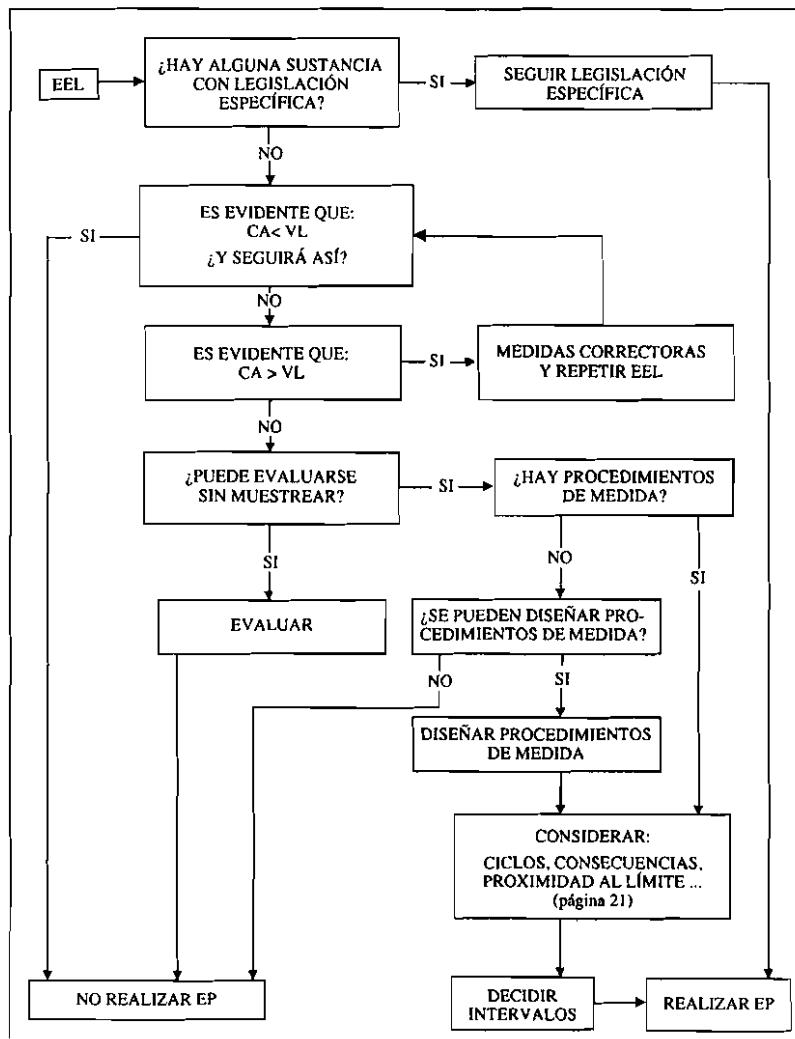 EEL
¿HAY ALGUNA SUSTANCIA
CON LEGISLACIÓN
ESPECÍFICA?
SI
SEGUIR LEGISLACIÓN
ESPECÍFICA
NO
ES EVIDENTE QUE:
CA< VL
¿Y SEGUIRÁ ASÍ?
SI
NO
ES EVIDENTE QUE:
CA > VL
SI
MEDIDAS CORRECTORAS
Y REPETIR EEL
NO
¿PUEDE EVALUARSE
SIN MUESTREAR?
SI
¿HAY PROCEDIMIENTOS
DE MEDIDA?
SI
NO
SI
EVALUAR
¿SE PUEDEN DISEÑAR PRO-
CEDIMIENTOS DE MEDIDA?
NO
SI
DISEÑAR PROCEDIMIENTOS
DE MEDIDA
CONSIDERAR:
CICLOS, CONSECUENCIAS,
PROXIMIDAD AL LÍMITE ...
(página 21)
NO REALIZAR EP
DECIDIR
INTERVALOS
REALIZAR EP